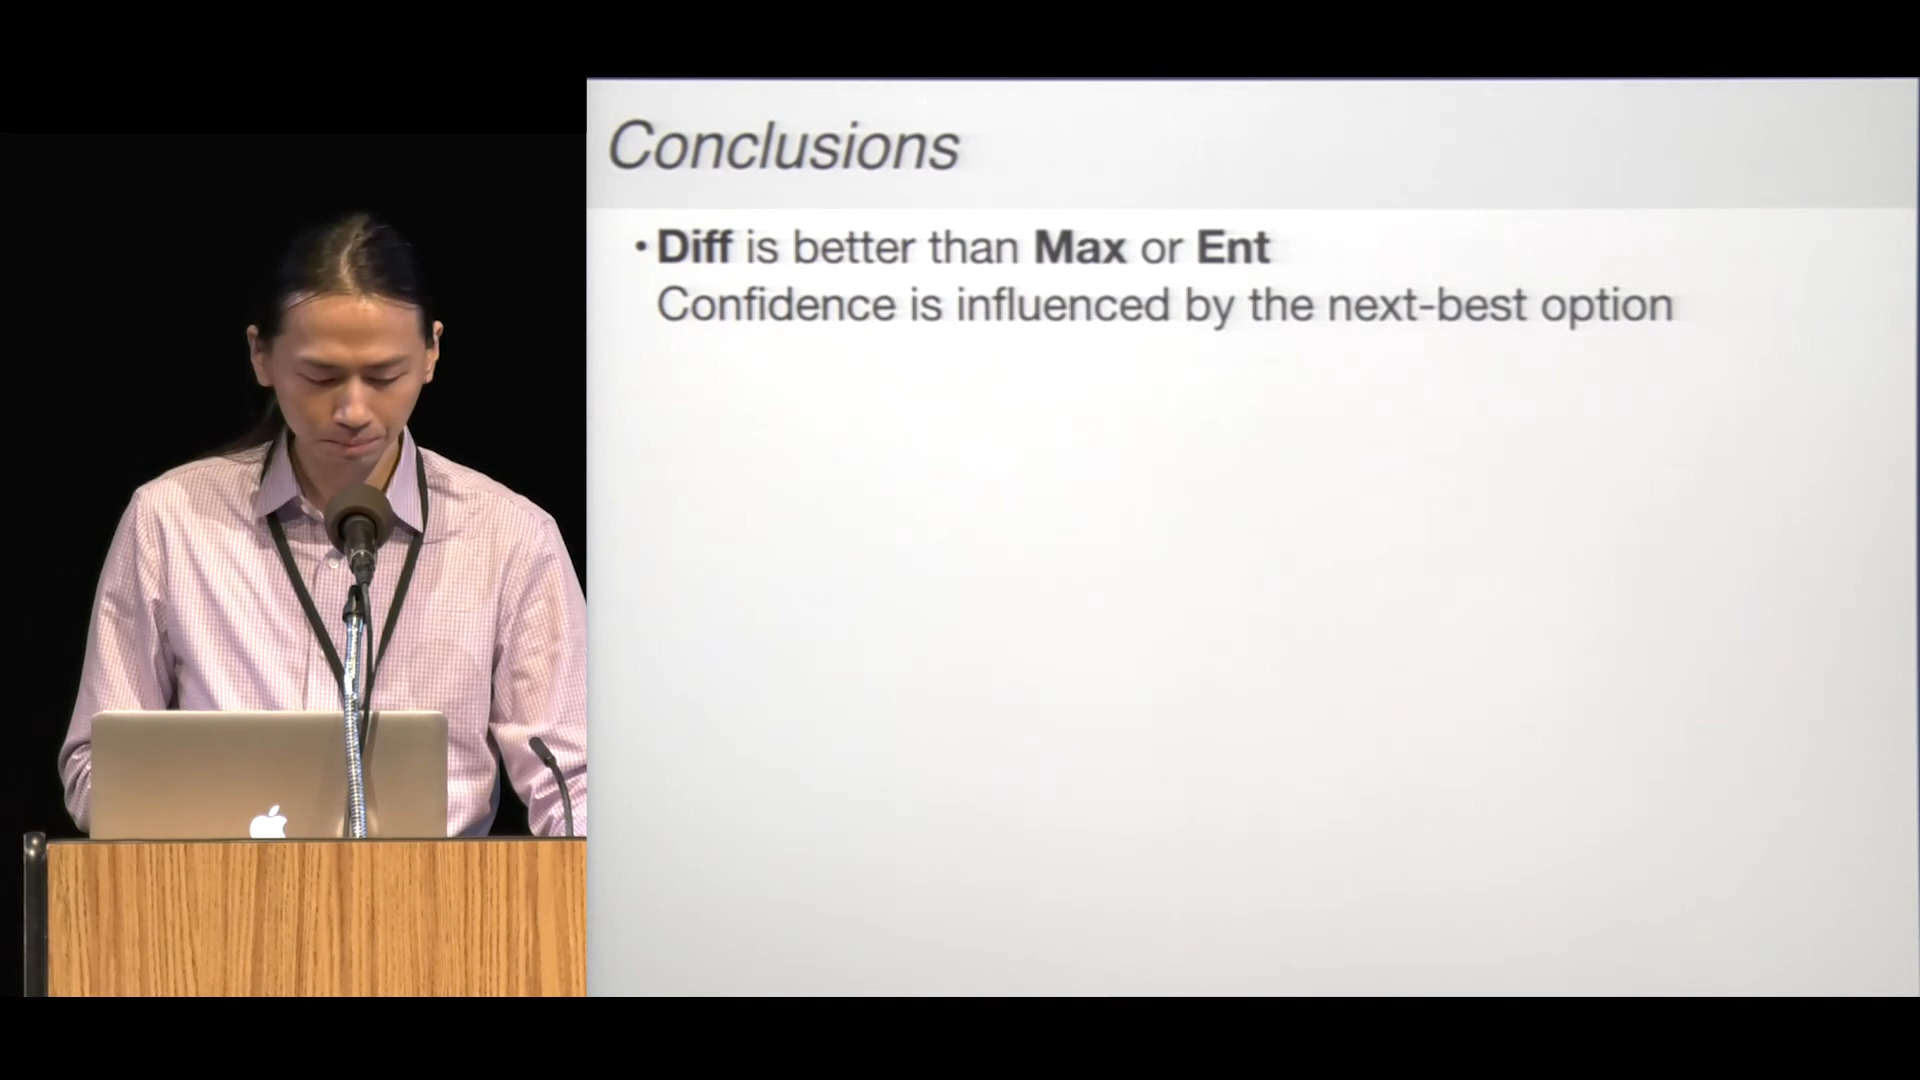 Conclusions
• Diff is better than Max or Ent
Confidence is influenced by the next-best option